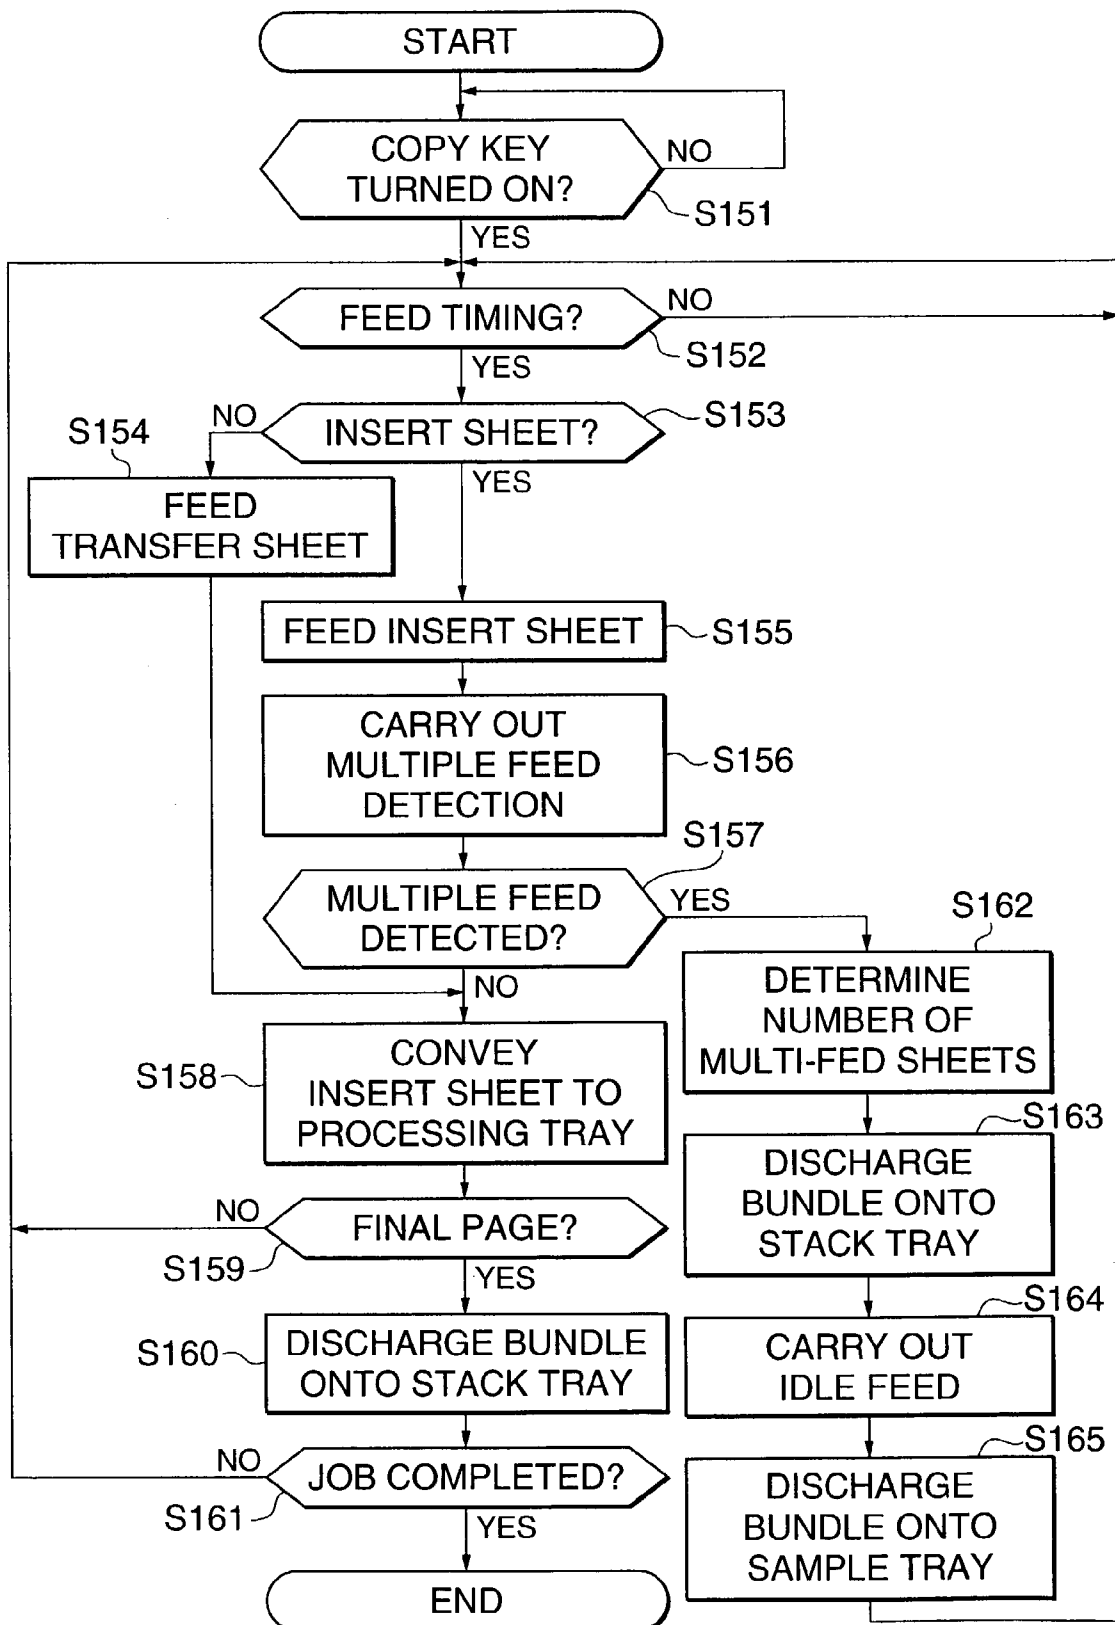 START
COPY KEY
TURNED ON?
NO
S151
YES
FEED TIMING?
NO
S152
YES
INSERT SHEET?
NO
S153
YES
S154
FEED
TRANSFER SHEET
FEED INSERT SHEET
S155
CARRY OUT
MULTIPLE FEED
DETECTION
S156
MULTIPLE FEED
DETECTED?
S157
YES
NO
S158
CONVEY
INSERT SHEET TO
PROCESSING TRAY
NO
FINAL PAGE?
S159
YES
S160
DISCHARGE BUNDLE
ONTO STACK TRAY
NO
JOB COMPLETED?
S161
YES
END
S162
DETERMINE
NUMBER OF
MULTI-FED SHEETS
S163
DISCHARGE
BUNDLE ONTO
STACK TRAY
S164
CARRY OUT
IDLE FEED
S165
DISCHARGE
BUNDLE ONTO
SAMPLE TRAY